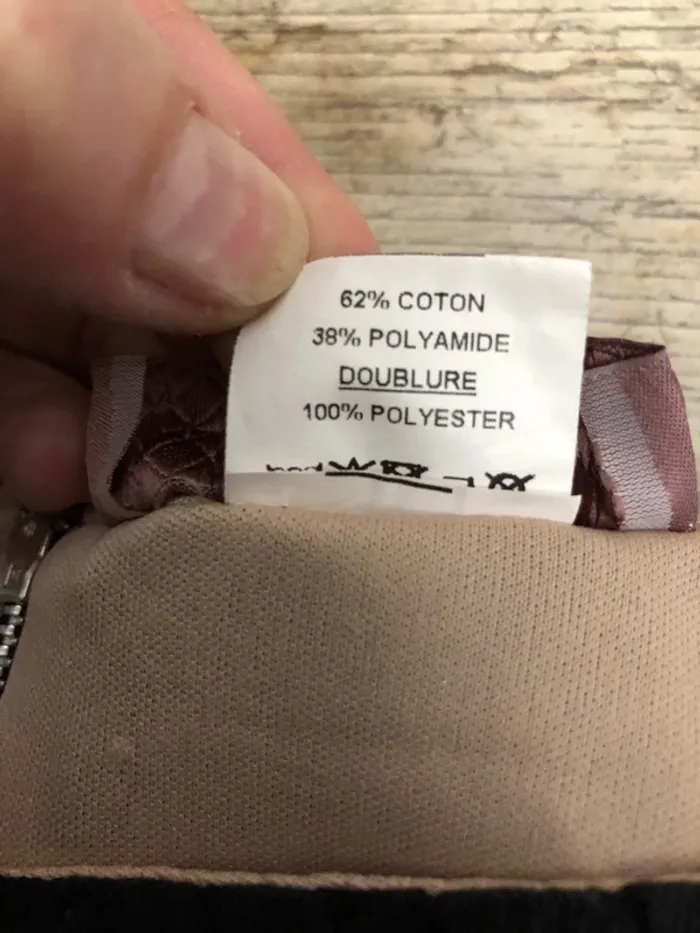 62% COTON
38% POLYAMIDE
DOUBLURE
100% POLYESTER